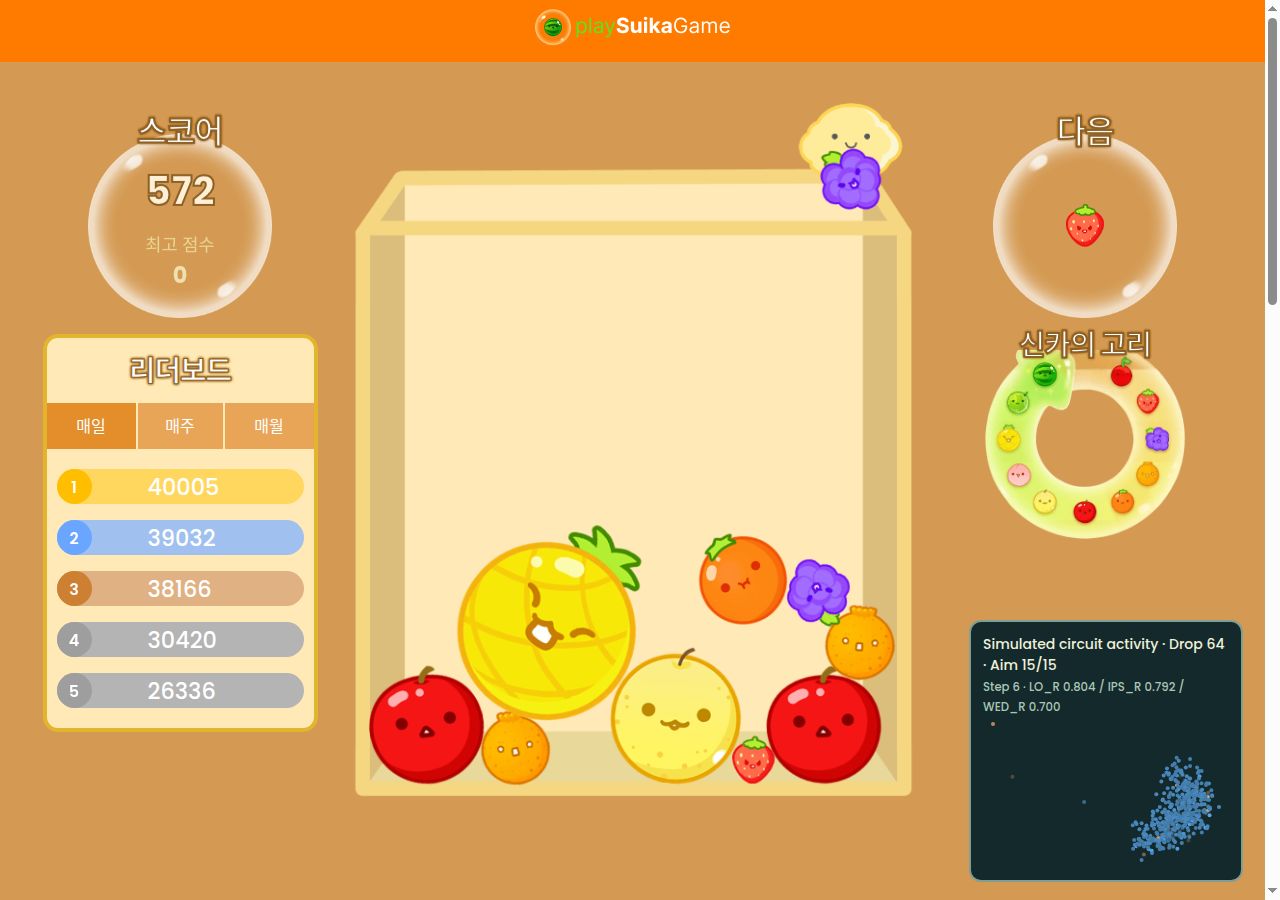 playSuikaGame
스코어
572
최고 점수
0
다음
신카의 고리
리더보드
매일
매주
매월
1
40005
2
39032
3
38166
4
30420
5
26336
Simulated circuit activity · Drop 64
· Aim 15/15
Step 6 · LO_R 0.804 / IPS_R 0.792 /
WED_R 0.700